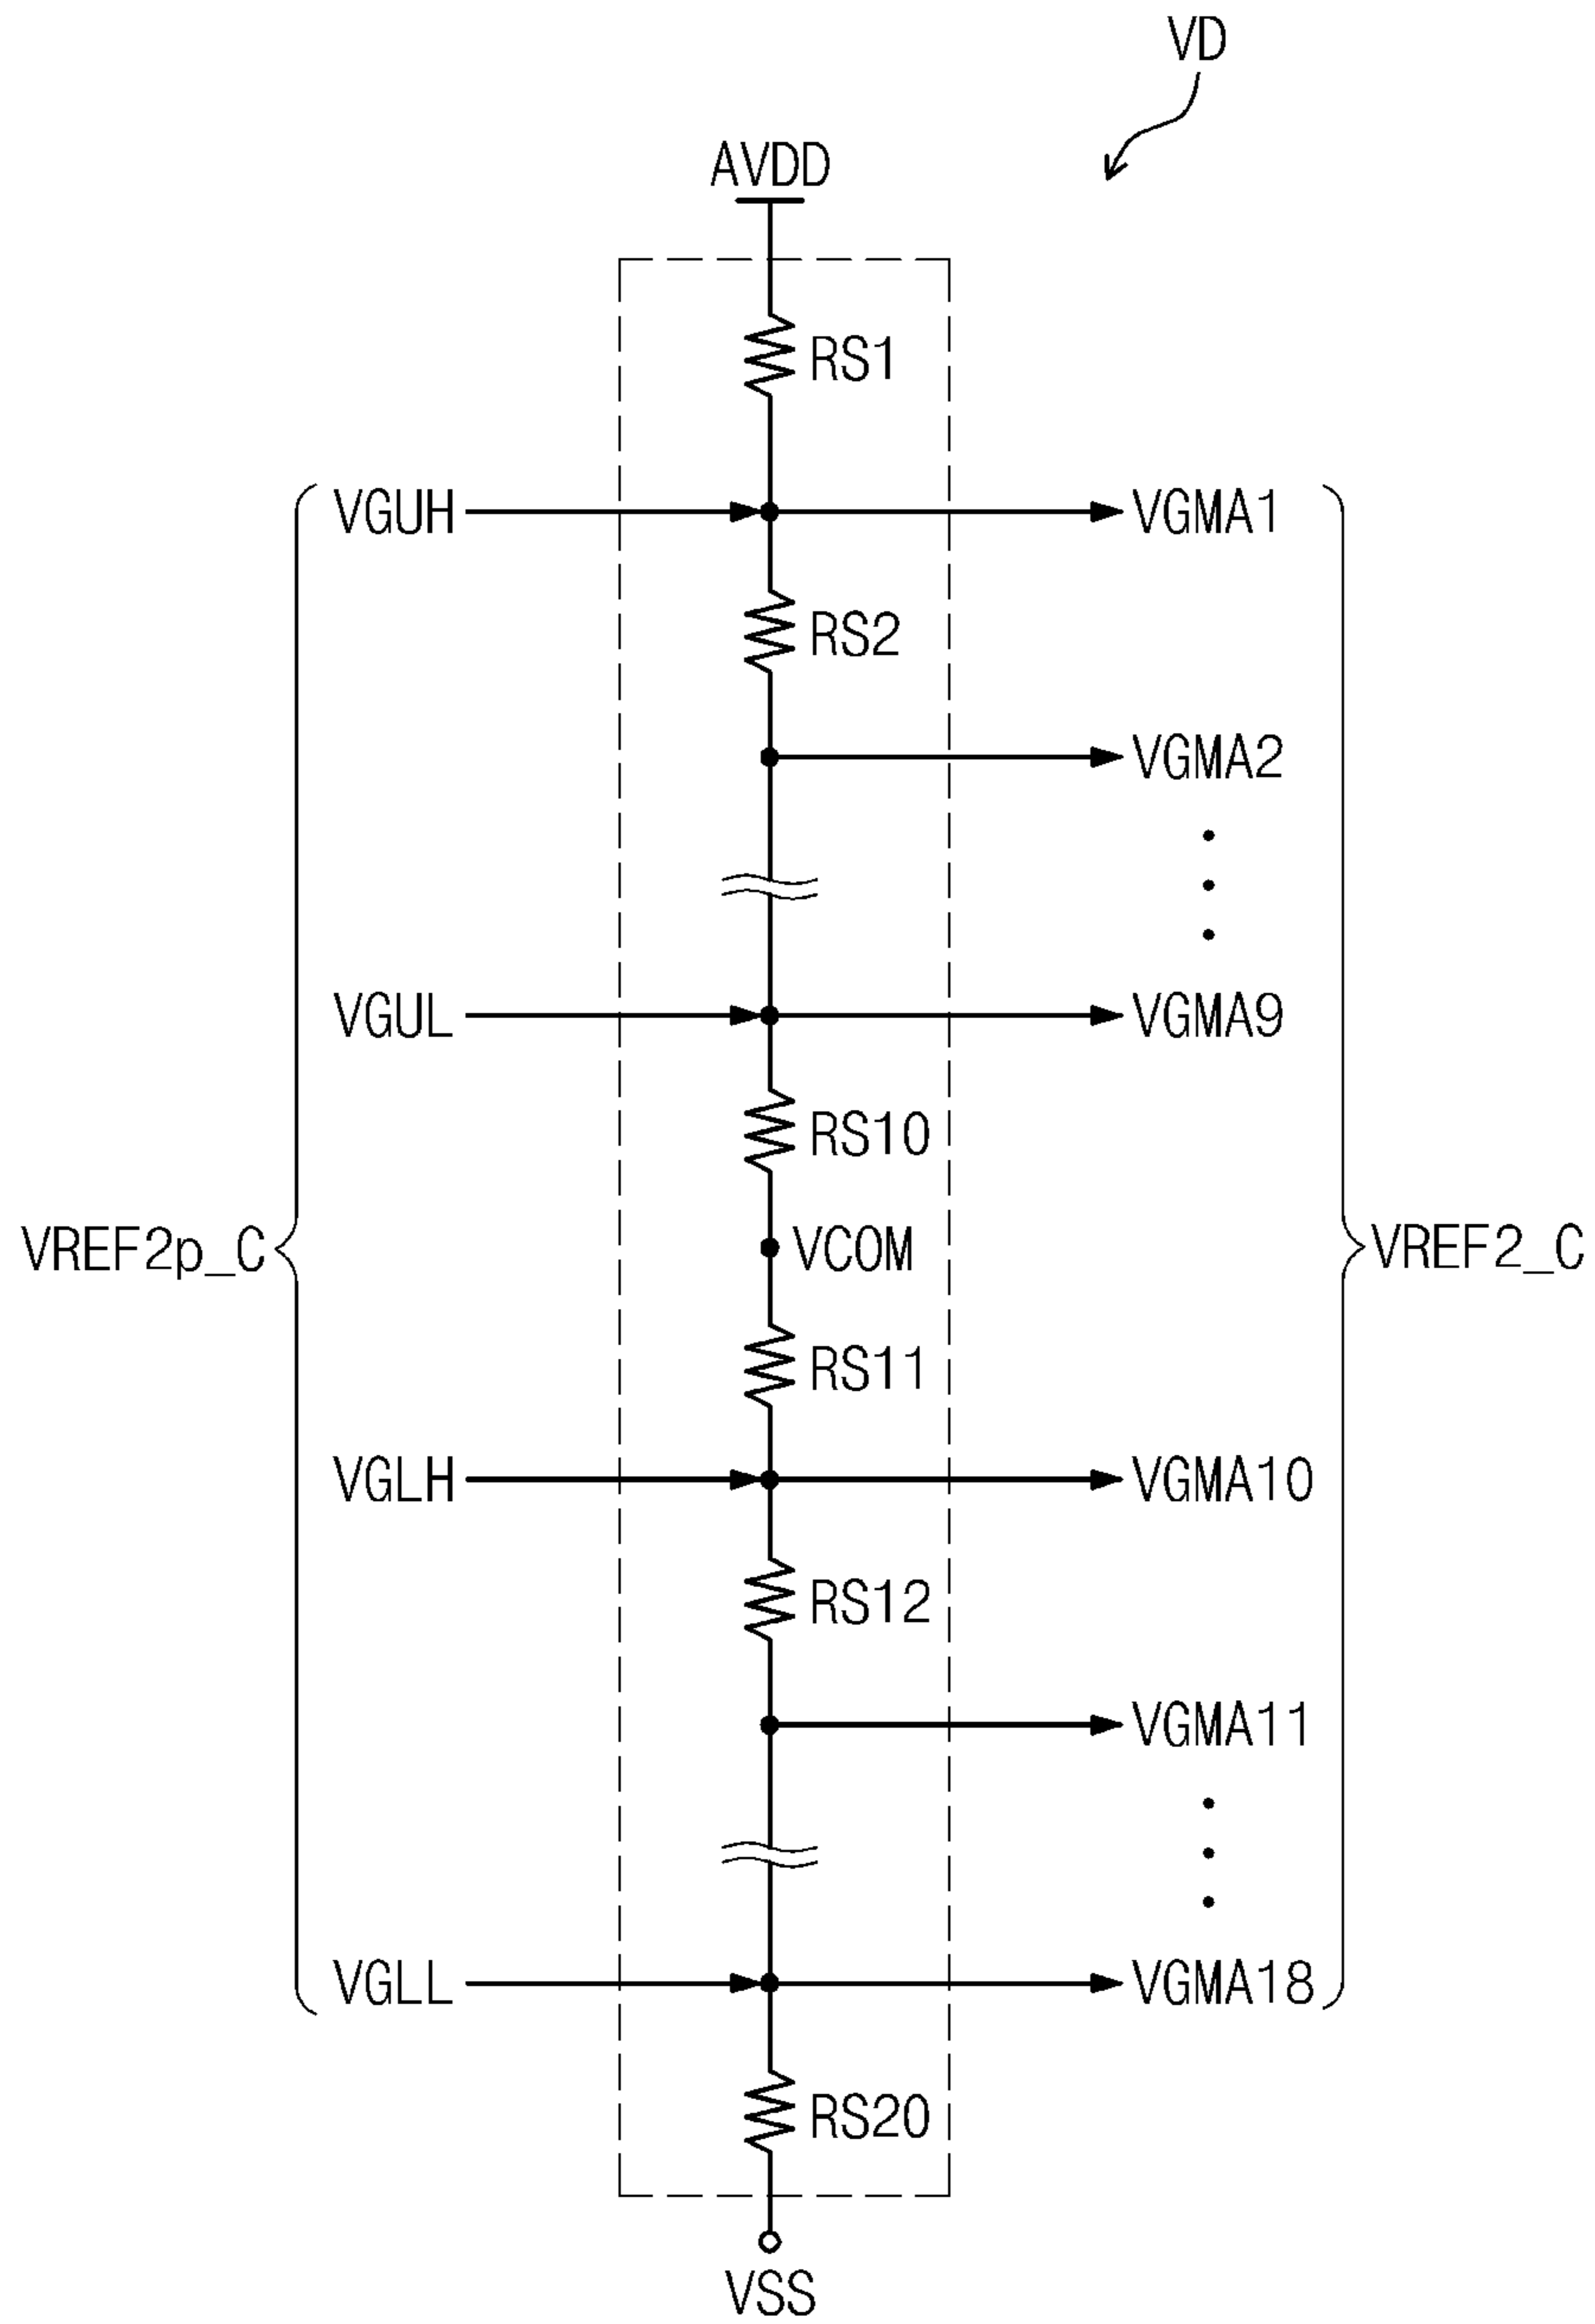 VD
AVDD
RS1
VGUH
VGMA1
RS2
VGMA2
VGUL
VGMA9
RS10
VREF2p_C
VCOM
VREF2_C
RS11
VGLH
VGMA10
RS12
VGMA11
VGLL
VGMA18
RS20
VSS